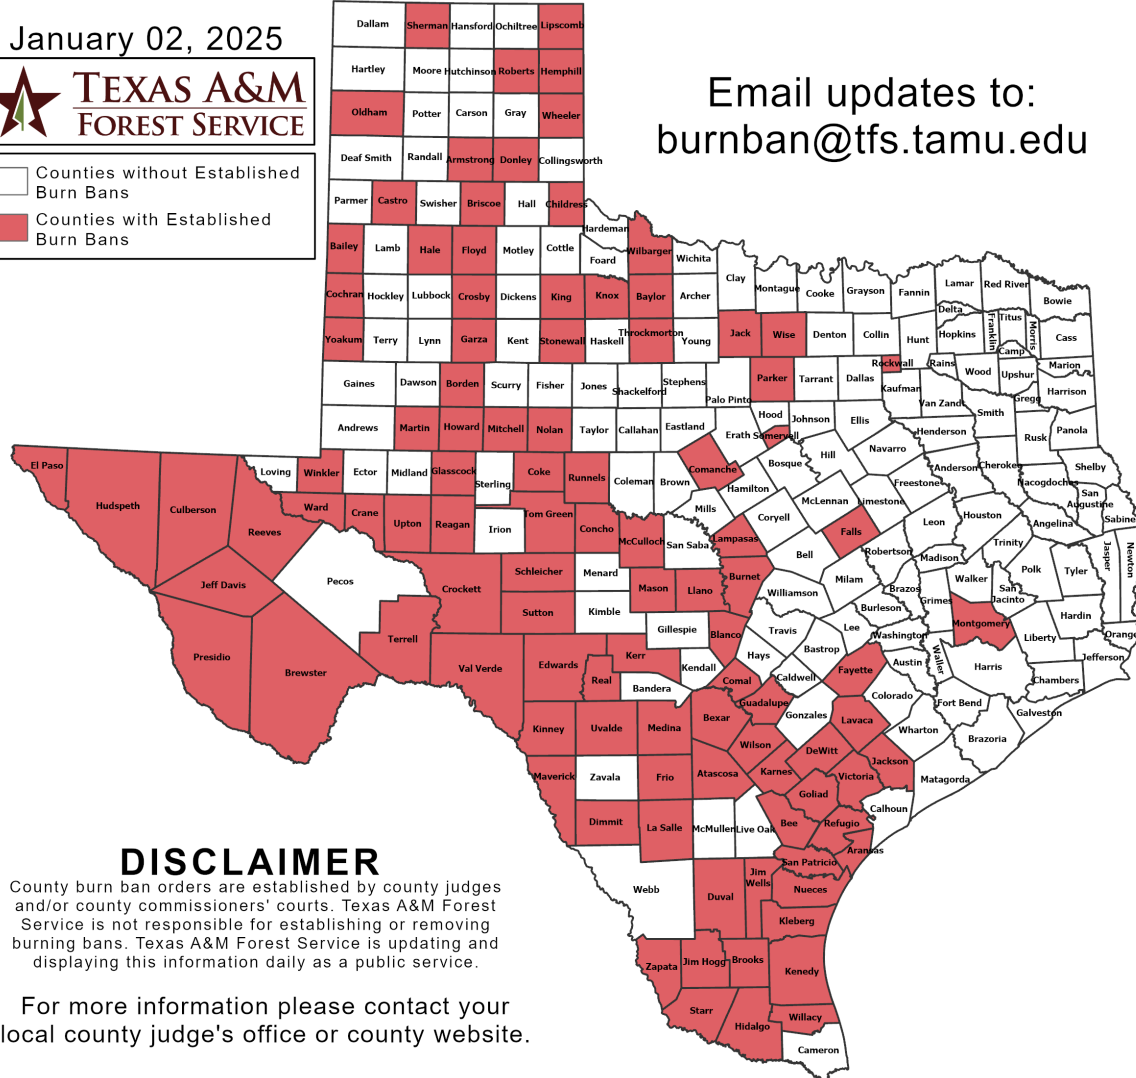 January 02, 2025
TEXAS A&M
FOREST SERVICE
Counties without Established
Burn Bans
Counties with Established
Burn Bans
Email updates to:
burnban@tfs.tamu.edu
Dallam Sherman Hansford Ochiltree Lipscomb
Hartley Moore Hutchinson Roberts Hemphill
Oldham Potter Carson Gray Wheeler
Deaf Smith Randall Armstrong Donley Collingsworth
Parmer Castro Swisher Briscoe Hall Childress
Hardeman
Bailey Lamb Hale Floyd Motley Cottle Foard Wilbarger Wichita
Clay Montague Cooke Grayson Fannin Lamar Red River Bowie
Cochran Hockley Lubbock Crosby Dickens King Knox Baylor Archer
Delta Franklin Titus Morris Cass
Yoakum Terry Lynn Garza Kent Stonewall Haskell Throckmorton Young Jack Wise Denton Collin Hunt Hopkins
Camp
Rockwall Rains Wood Upshur Marion
Gaines Dawson Borden Scurry Fisher Jones Shackelford Stephens Palo Pinto Parker Tarrant Dallas Kaufman Van Zandt Gregg Harrison
Smith
Andrews Martin Howard Mitchell Nolan Taylor Callahan Eastland Erath Hood Somervell Johnson Ellis Henderson Rusk Panola
El Paso Loving Winkler Ector Midland Glasscock Sterling Coke Runnels Coleman Brown Comanche Hamilton Bosque Hill Navarro Anderson Cherokee Nacogdoches Shelby
Hudspeth Culberson Reeves Ward Crane Upton Reagan Irion Tom Green Concho McCulloch San Saba Mills Lampasas Coryell McLennan Limestone Freestone
Falls Leon Houston Angelina San
Augustine
Sabine
Jeff Davis Pecos Crockett Schleicher Menard Mason Llano Burnet Bell Robertson Madison Trinity Polk Tyler Jasper Newton
Sutton Kimble Williamson Milam Brazos Grimes Walker San
Jacinto
Hardin
Presidio Brewster Terrell Val Verde Edwards Real Kerr Gillespie Blanco Travis Lee Burleson Washington Montgomery Liberty Orange
Bandera Kendall Hays Bastrop Austin Waller Harris Jefferson
Comal Caldwell Fayette Colorado Chambers
Kinney Uvalde Medina Bexar Guadalupe Gonzales Lavaca Wharton Fort Bend Galveston
Brazoria
Maverick Zavala Frio Atascosa Wilson Karnes DeWitt Victoria Jackson Matagorda
Dimmit La Salle McMullen Live Oak Bee Goliad Refugio Calhoun
Aransas
San Patricio
Webb Duval Jim
Wells
Nueces
Kleberg
Zapata Jim Hogg Brooks Kenedy
Starr Hidalgo Willacy
Cameron
DISCLAIMER
County burn ban orders are established by county judges
and/or county commissioners' courts. Texas A&M Forest
Service is not responsible for establishing or removing
burning bans. Texas A&M Forest Service is updating and
displaying this information daily as a public service.
For more information please contact your
local county judge's office or county website.